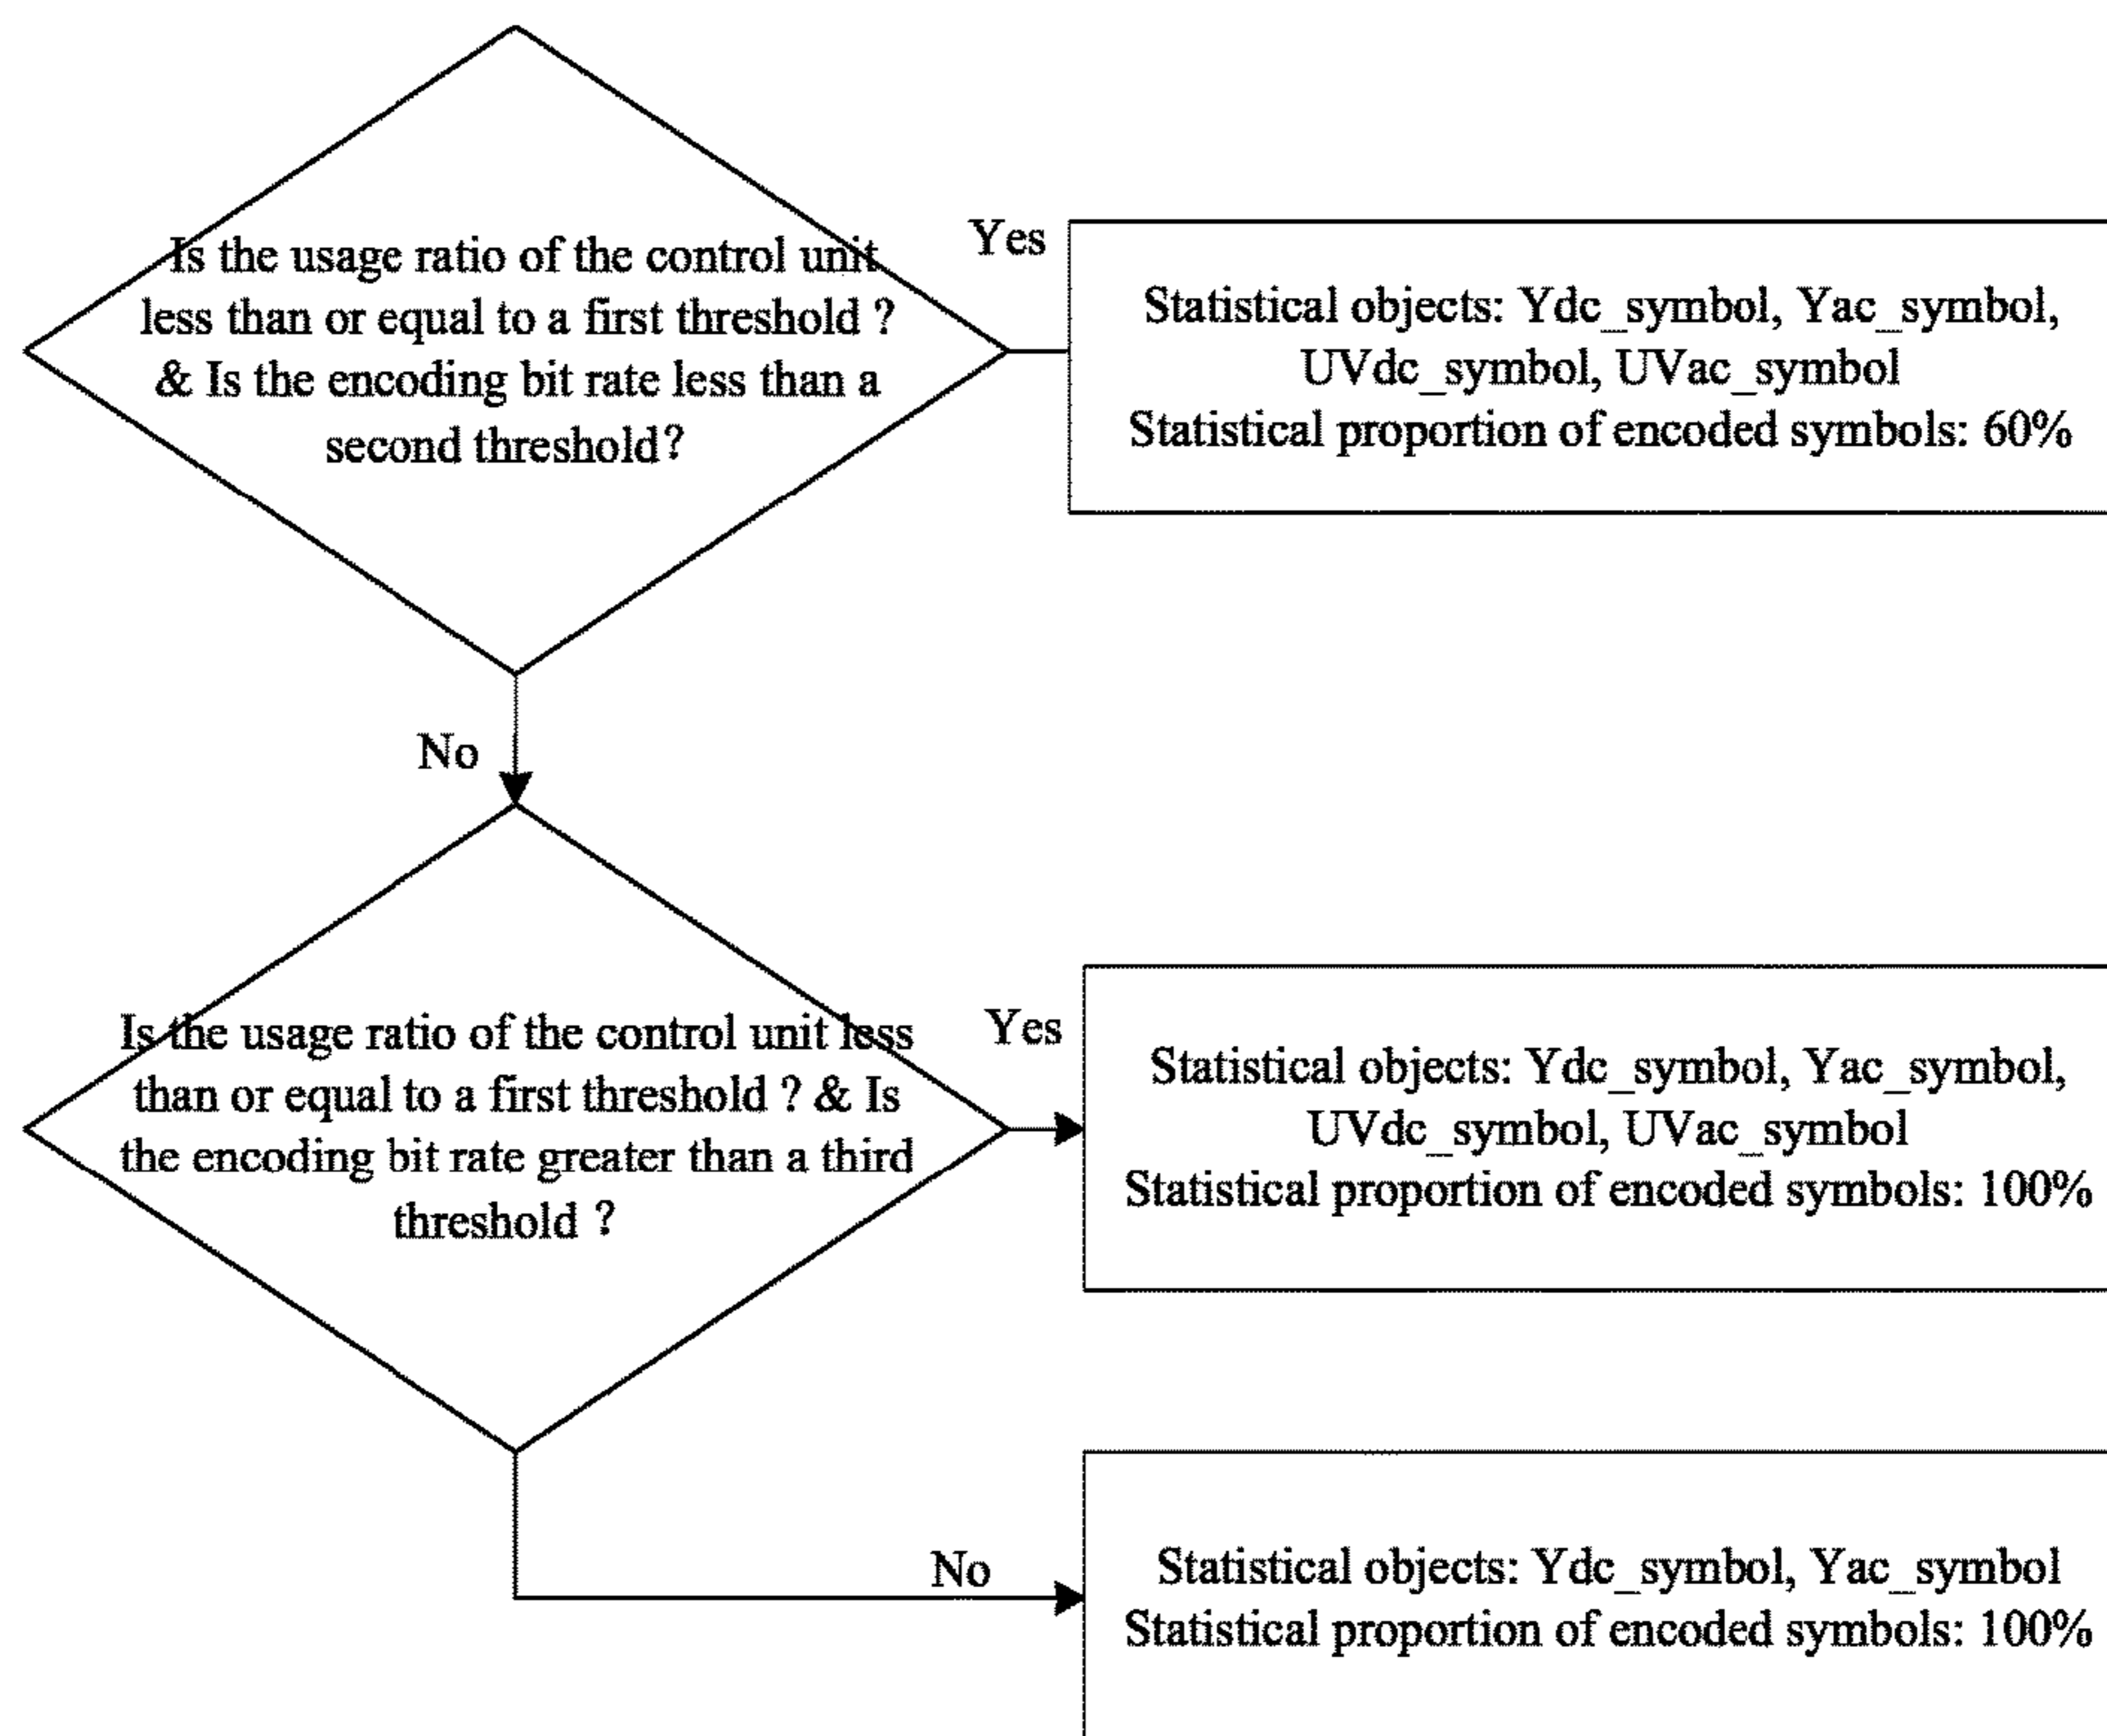 Is the usage ratio of the control unit
less than or equal to a first threshold ?
& Is the encoding bit rate less than a
second threshold?
Yes
Statistical objects: Ydc_symbol, Yac_symbol,
UVdc_symbol, UVac_symbol
Statistical proportion of encoded symbols: 60%
No
Is the usage ratio of the control unit less
than or equal to a first threshold ? & Is
the encoding bit rate greater than a third
threshold ?
Yes
Statistical objects: Ydc_symbol, Yac_symbol,
UVdc_symbol, UVac_symbol
Statistical proportion of encoded symbols: 100%
No
Statistical objects: Ydc_symbol, Yac_symbol
Statistical proportion of encoded symbols: 100%